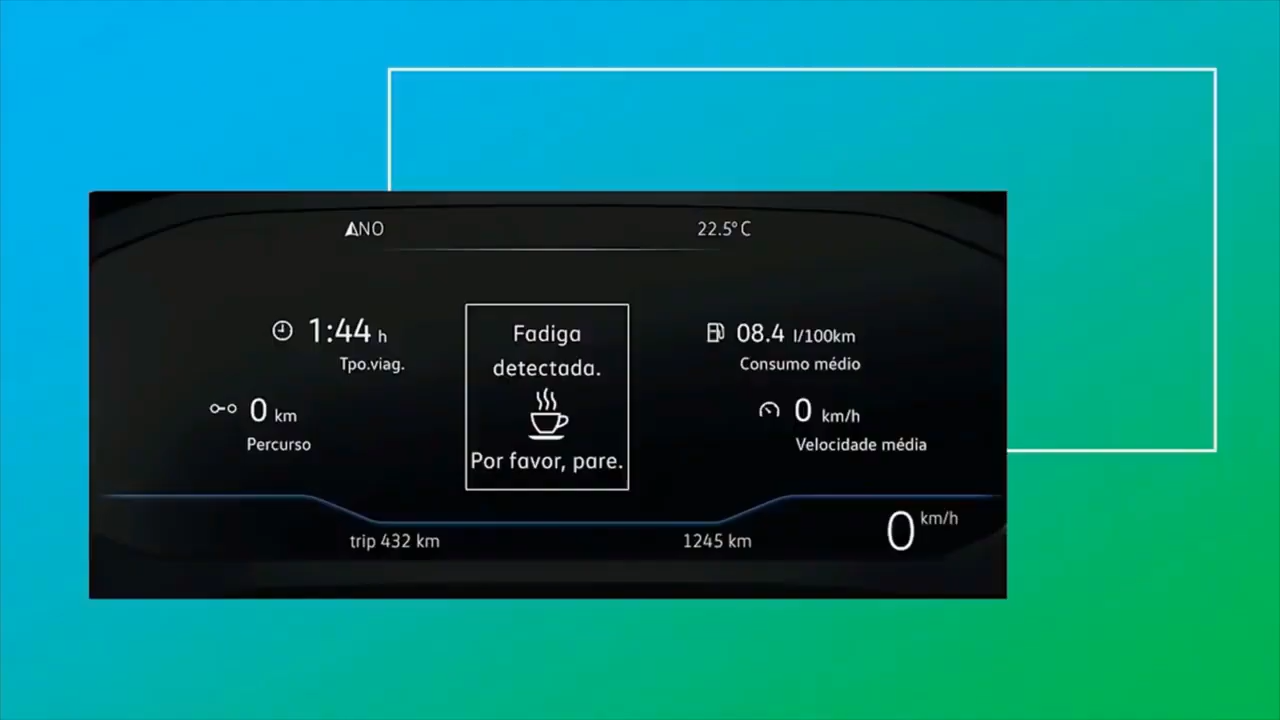 NO
22.5°C
1:44 h
Tpo.viag.
0 km
Percurso
Fadiga
detectada.
Por favor, pare.
08.4 l/100km
Consumo médio
0 km/h
Velocidade média
trip 432 km
1245 km
0 km/h